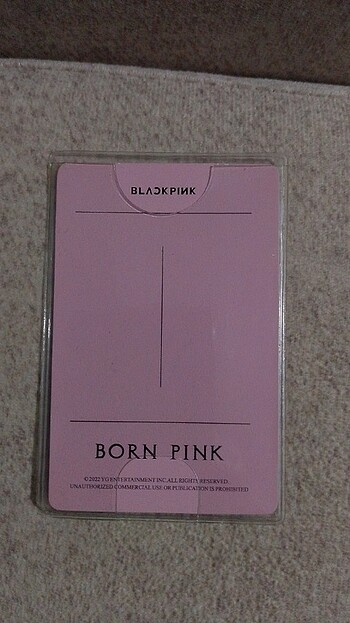 BLACKPINK
BORN PINK
©2022 YG ENTERTAINMENT INC. ALL RIGHTS RESERVED.
UNAUTHORIZED COMMERCIAL USE OR PUBLICATION IS PROHIBITED